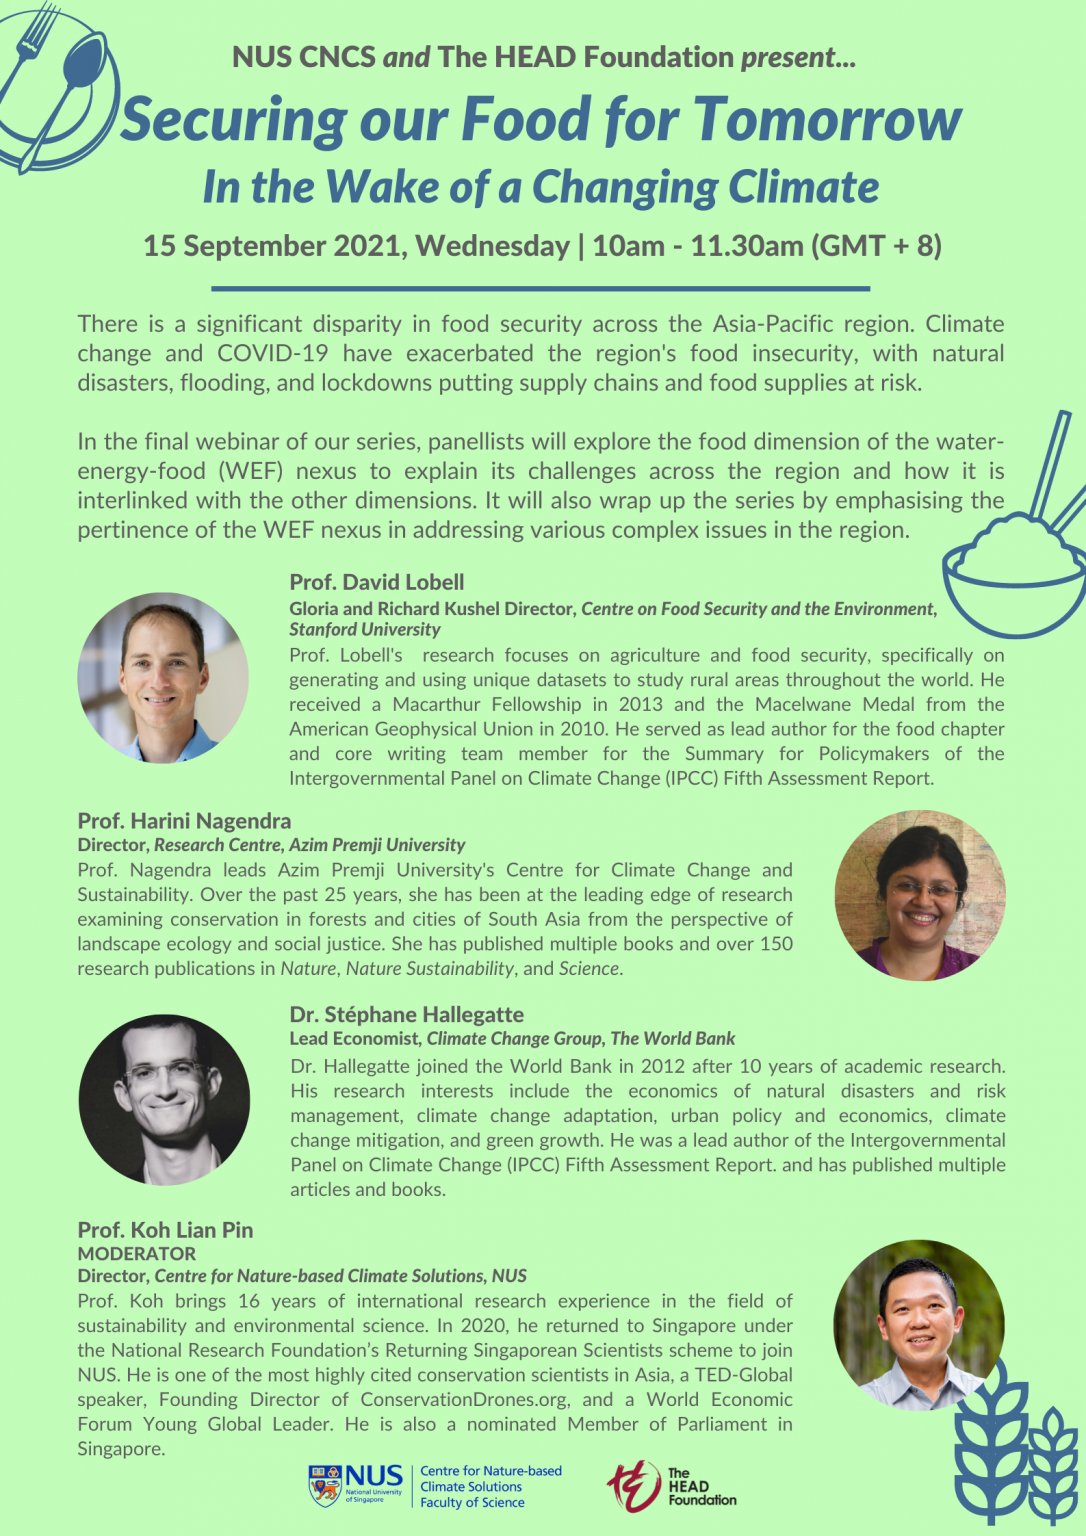 NUS CNCS and The HEAD Foundation present...
Securing our Food for Tomorrow
In the Wake of a Changing Climate
15 September 2021, Wednesday | 10am - 11.30am (GMT + 8)
There is a significant disparity in food security across the Asia-Pacific region. Climate
change and COVID-19 have exacerbated the region's food insecurity, with natural
disasters, flooding, and lockdowns putting supply chains and food supplies at risk.
In the final webinar of our series, panellists will explore the food dimension of the water-
energy-food (WEF) nexus to explain its challenges across the region and how it is
interlinked with the other dimensions. It will also wrap up the series by emphasising the
pertinence of the WEF nexus in addressing various complex issues in the region.
Prof. David Lobell
Gloria and Richard Kushel Director, Centre on Food Security and the Environment,
Stanford University
Prof. Lobell's research focuses on agriculture and food security, specifically on
generating and using unique datasets to study rural areas throughout the world. He
received a Macarthur Fellowship in 2013 and the Macelwane Medal from the
American Geophysical Union in 2010. He served as lead author for the food chapter
and core writing team member for the Summary for Policymakers of the
Intergovernmental Panel on Climate Change (IPCC) Fifth Assessment Report.
Prof. Harini Nagendra
Director, Research Centre, Azim Premji University
Prof. Nagendra leads Azim Premji University's Centre for Climate Change and
Sustainability. Over the past 25 years, she has been at the leading edge of research
examining conservation in forests and cities of South Asia from the perspective of
landscape ecology and social justice. She has published multiple books and over 150
research publications in Nature, Nature Sustainability, and Science.
Dr. Stéphane Hallegatte
Lead Economist, Climate Change Group, The World Bank
Dr. Hallegatte joined the World Bank in 2012 after 10 years of academic research.
His research interests include the economics of natural disasters and risk
management, climate change adaptation, urban policy and economics, climate
change mitigation, and green growth. He was a lead author of the Intergovernmental
Panel on Climate Change (IPCC) Fifth Assessment Report. and has published multiple
articles and books.
Prof. Koh Lian Pin
MODERATOR
Director, Centre for Nature-based Climate Solutions, NUS
Prof. Koh brings 16 years of international research experience in the field of
sustainability and environmental science. In 2020, he returned to Singapore under
the National Research Foundation’s Returning Singaporean Scientists scheme to join
NUS. He is one of the most highly cited conservation scientists in Asia, a TED-Global
speaker, Founding Director of ConservationDrones.org, and a World Economic
Forum Young Global Leader. He is also a nominated Member of Parliament in
Singapore.
NUS
National University
of Singapore
Centre for Nature-based
Climate Solutions
Faculty of Science
The
HEAD
Foundation